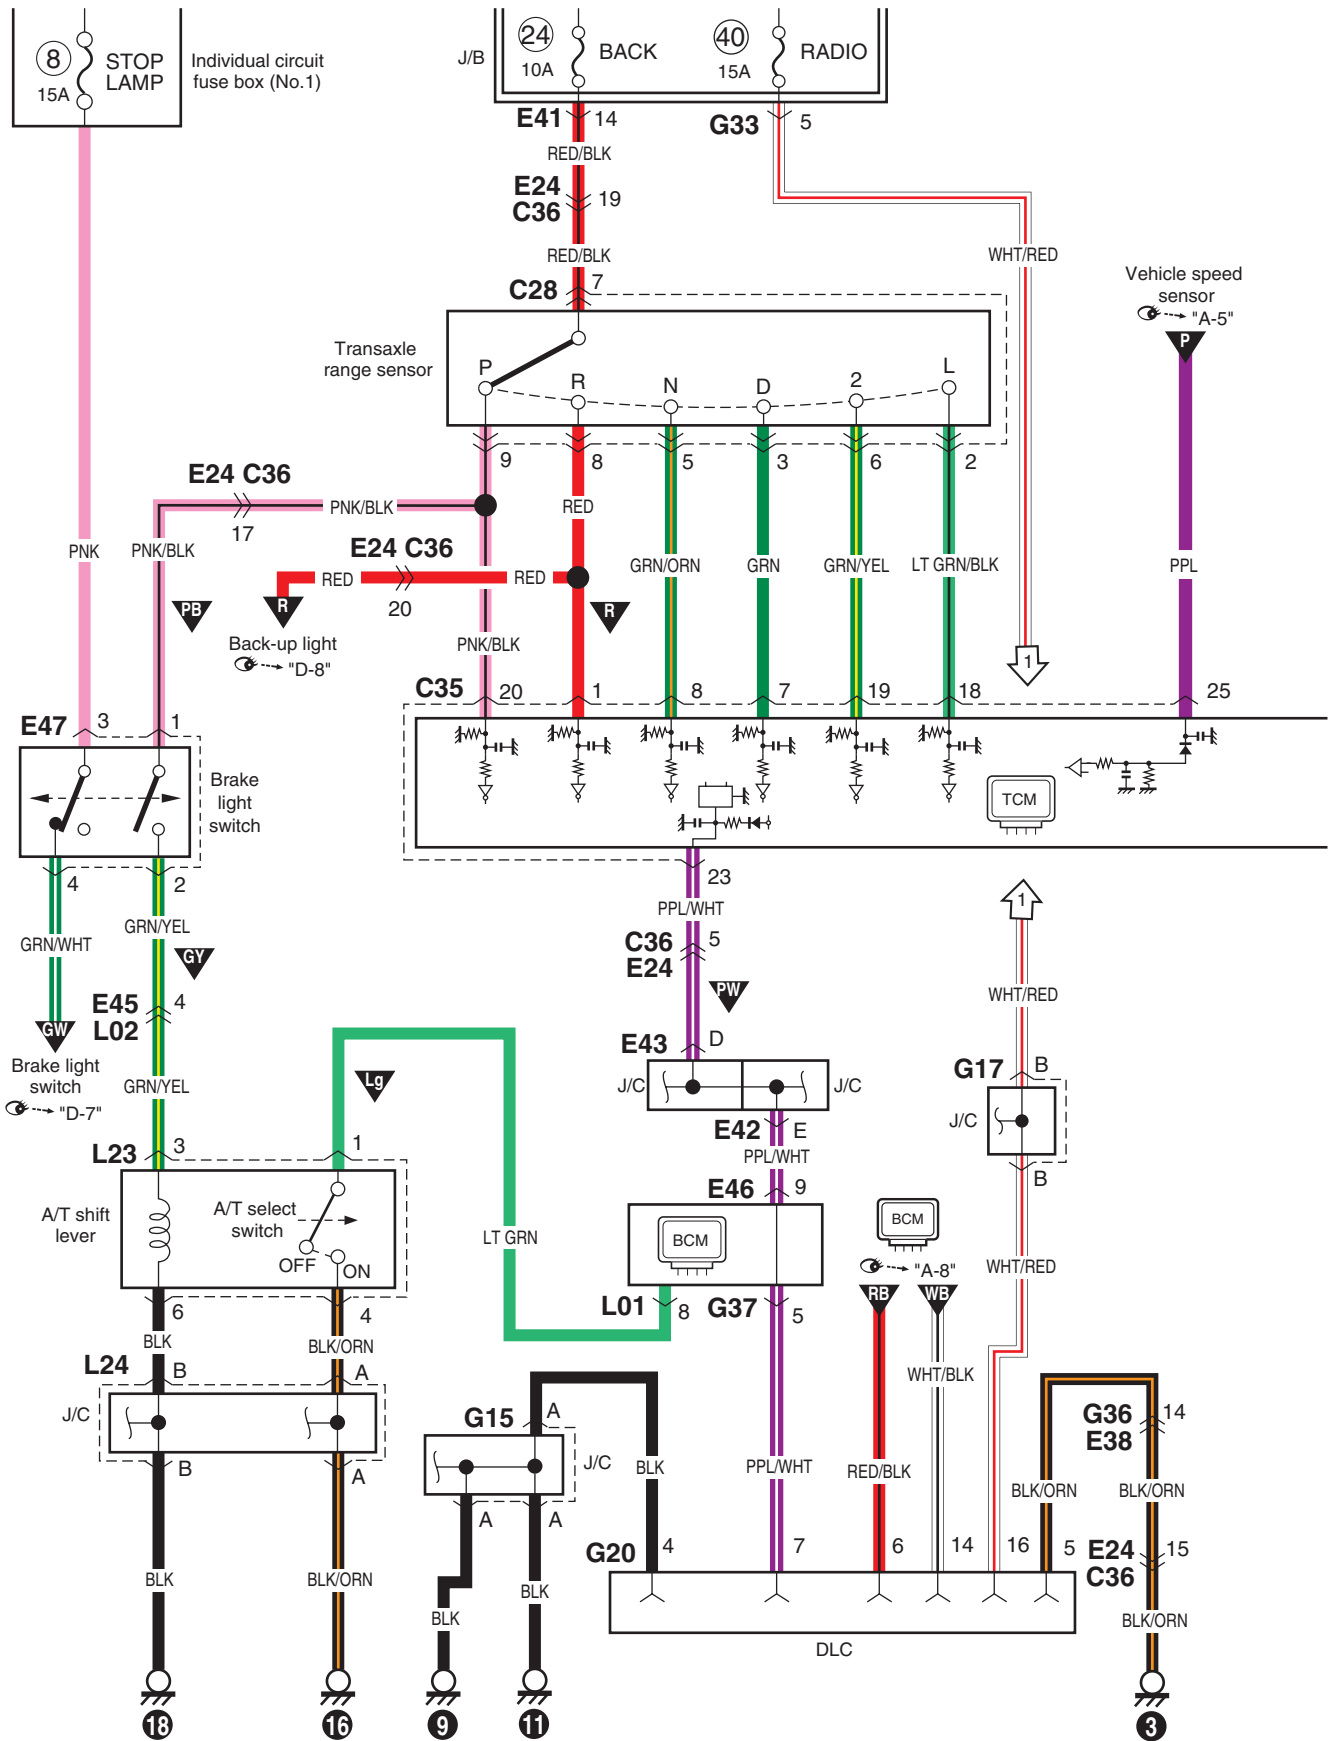 8
STOP
LAMP
15A
Individual circuit
fuse box (No.1)
J/B
24
10A
BACK
40
15A
RADIO
E41
14
G33
5
RED/BLK
E24
C36
19
RED/BLK
WHT/RED
C28
7
Vehicle speed
sensor
"A-5"
P
Transaxle
range sensor
P
R
N
D
2
L
9
8
5
3
6
2
E24 C36
17
PNK/BLK
RED
PNK
PNK/BLK
E24 C36
GRN/ORN
GRN
GRN/YEL
LT GRN/BLK
PPL
RED
RED
20
PB
R
R
Back-up light
"D-8"
PNK/BLK
1
C35
20
1
8
7
19
18
25
E47
3
1
Brake
light
switch
TCM
4
2
23
1
PPL/WHT
GRN/YEL
GRN/WHT
GY
C36
E24
5
PW
WHT/RED
E45
L02
4
GW
Brake light
switch
"D-7"
E43
D
GRN/YEL
Lg
J/C
J/C
G17
B
J/C
B
E42
E
L23
3
1
PPL/WHT
E46
9
A/T shift
lever
A/T select
switch
OFF
ON
LT GRN
BCM
BCM
"A-8"
WHT/RED
RB
WB
L01
8
G37
5
6
4
BLK
BLK/ORN
L24
B
A
WHT/BLK
J/C
G15
A
J/C
G36
E38
14
B
A
BLK
PPL/WHT
RED/BLK
BLK/ORN
BLK/ORN
A
A
G20
4
7
6
14
16
5
E24
C36
15
BLK
BLK/ORN
BLK
BLK
BLK/ORN
DLC
18
16
9
11
3